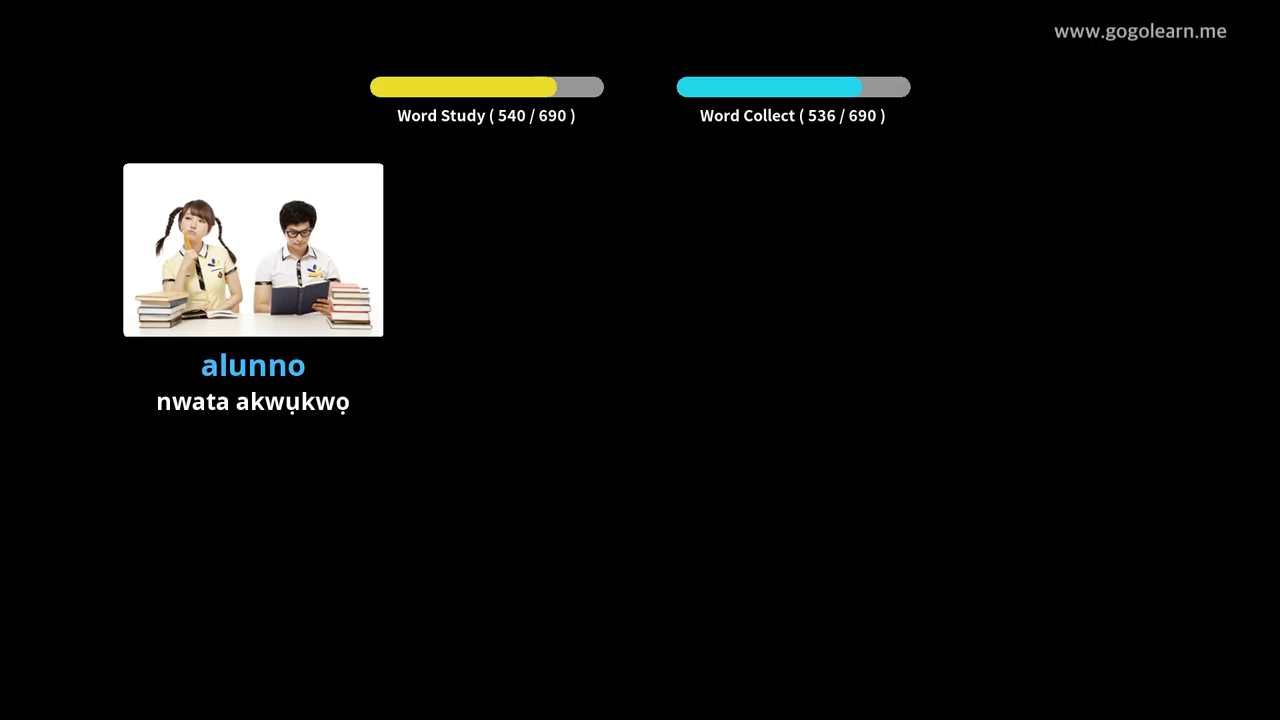 www.gogolearn.me
Word Study ( 540 / 690 )
Word Collect ( 536 / 690 )
alunno
nwata akwụkwọ